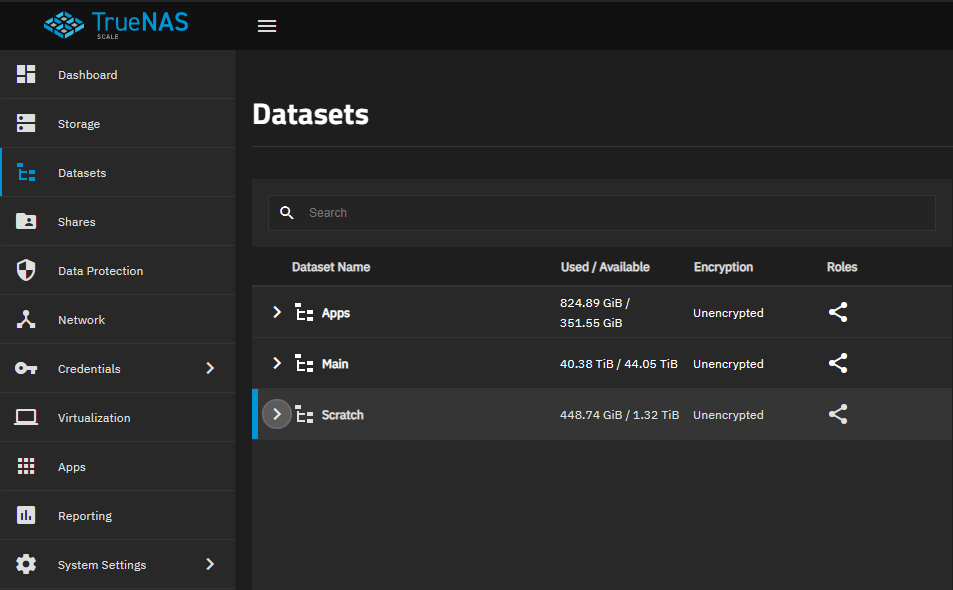 TrueNAS
SCALE
Dashboard
Storage
Datasets
Shares
Data Protection
Network
Credentials
Virtualization
Apps
Reporting
System Settings
Datasets
Search
Dataset Name Used / Available Encryption Roles
Apps 824.89 GiB / Unencrypted
351.55 GiB
Main 40.38 TiB / 44.05 TiB Unencrypted
Scratch 448.74 GiB / 1.32 TiB Unencrypted